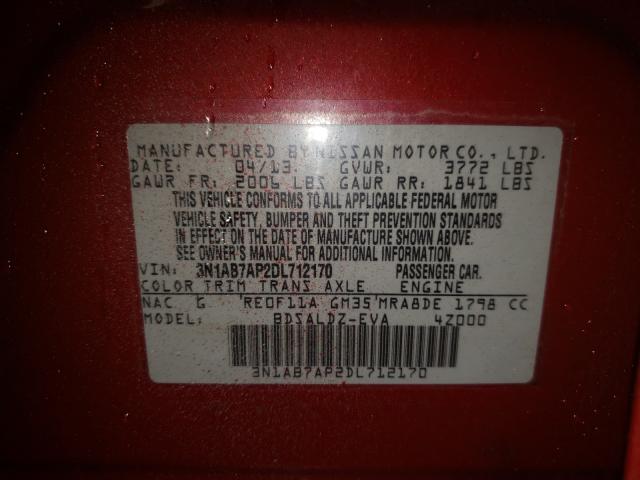 MANUFACTURED BY NISSAN MOTOR CO., LTD.
DATE: 04/13 GVWR: 3772 LBS
GAWR FR: 2006 LBS GAWR RR: 1841 LBS
THIS VEHICLE CONFORMS TO ALL APPLICABLE FEDERAL MOTOR
VEHICLE SAFETY, BUMPER AND THEFT PREVENTION STANDARDS
IN EFFECT ON THE DATE OF MANUFACTURE SHOWN ABOVE.
SEE OWNER'S MANUAL FOR ADDITIONAL INFORMATION.
VIN: 3N1AB7AP2DL712170 PASSENGER CAR.
COLOR TRIM TRANS AXLE ENGINE
NAC G RE0F11A GM35 MRA8DE 1798 CC
MODEL: BDSALDZ-EVA 4Z000
3N1AB7AP2DL712170